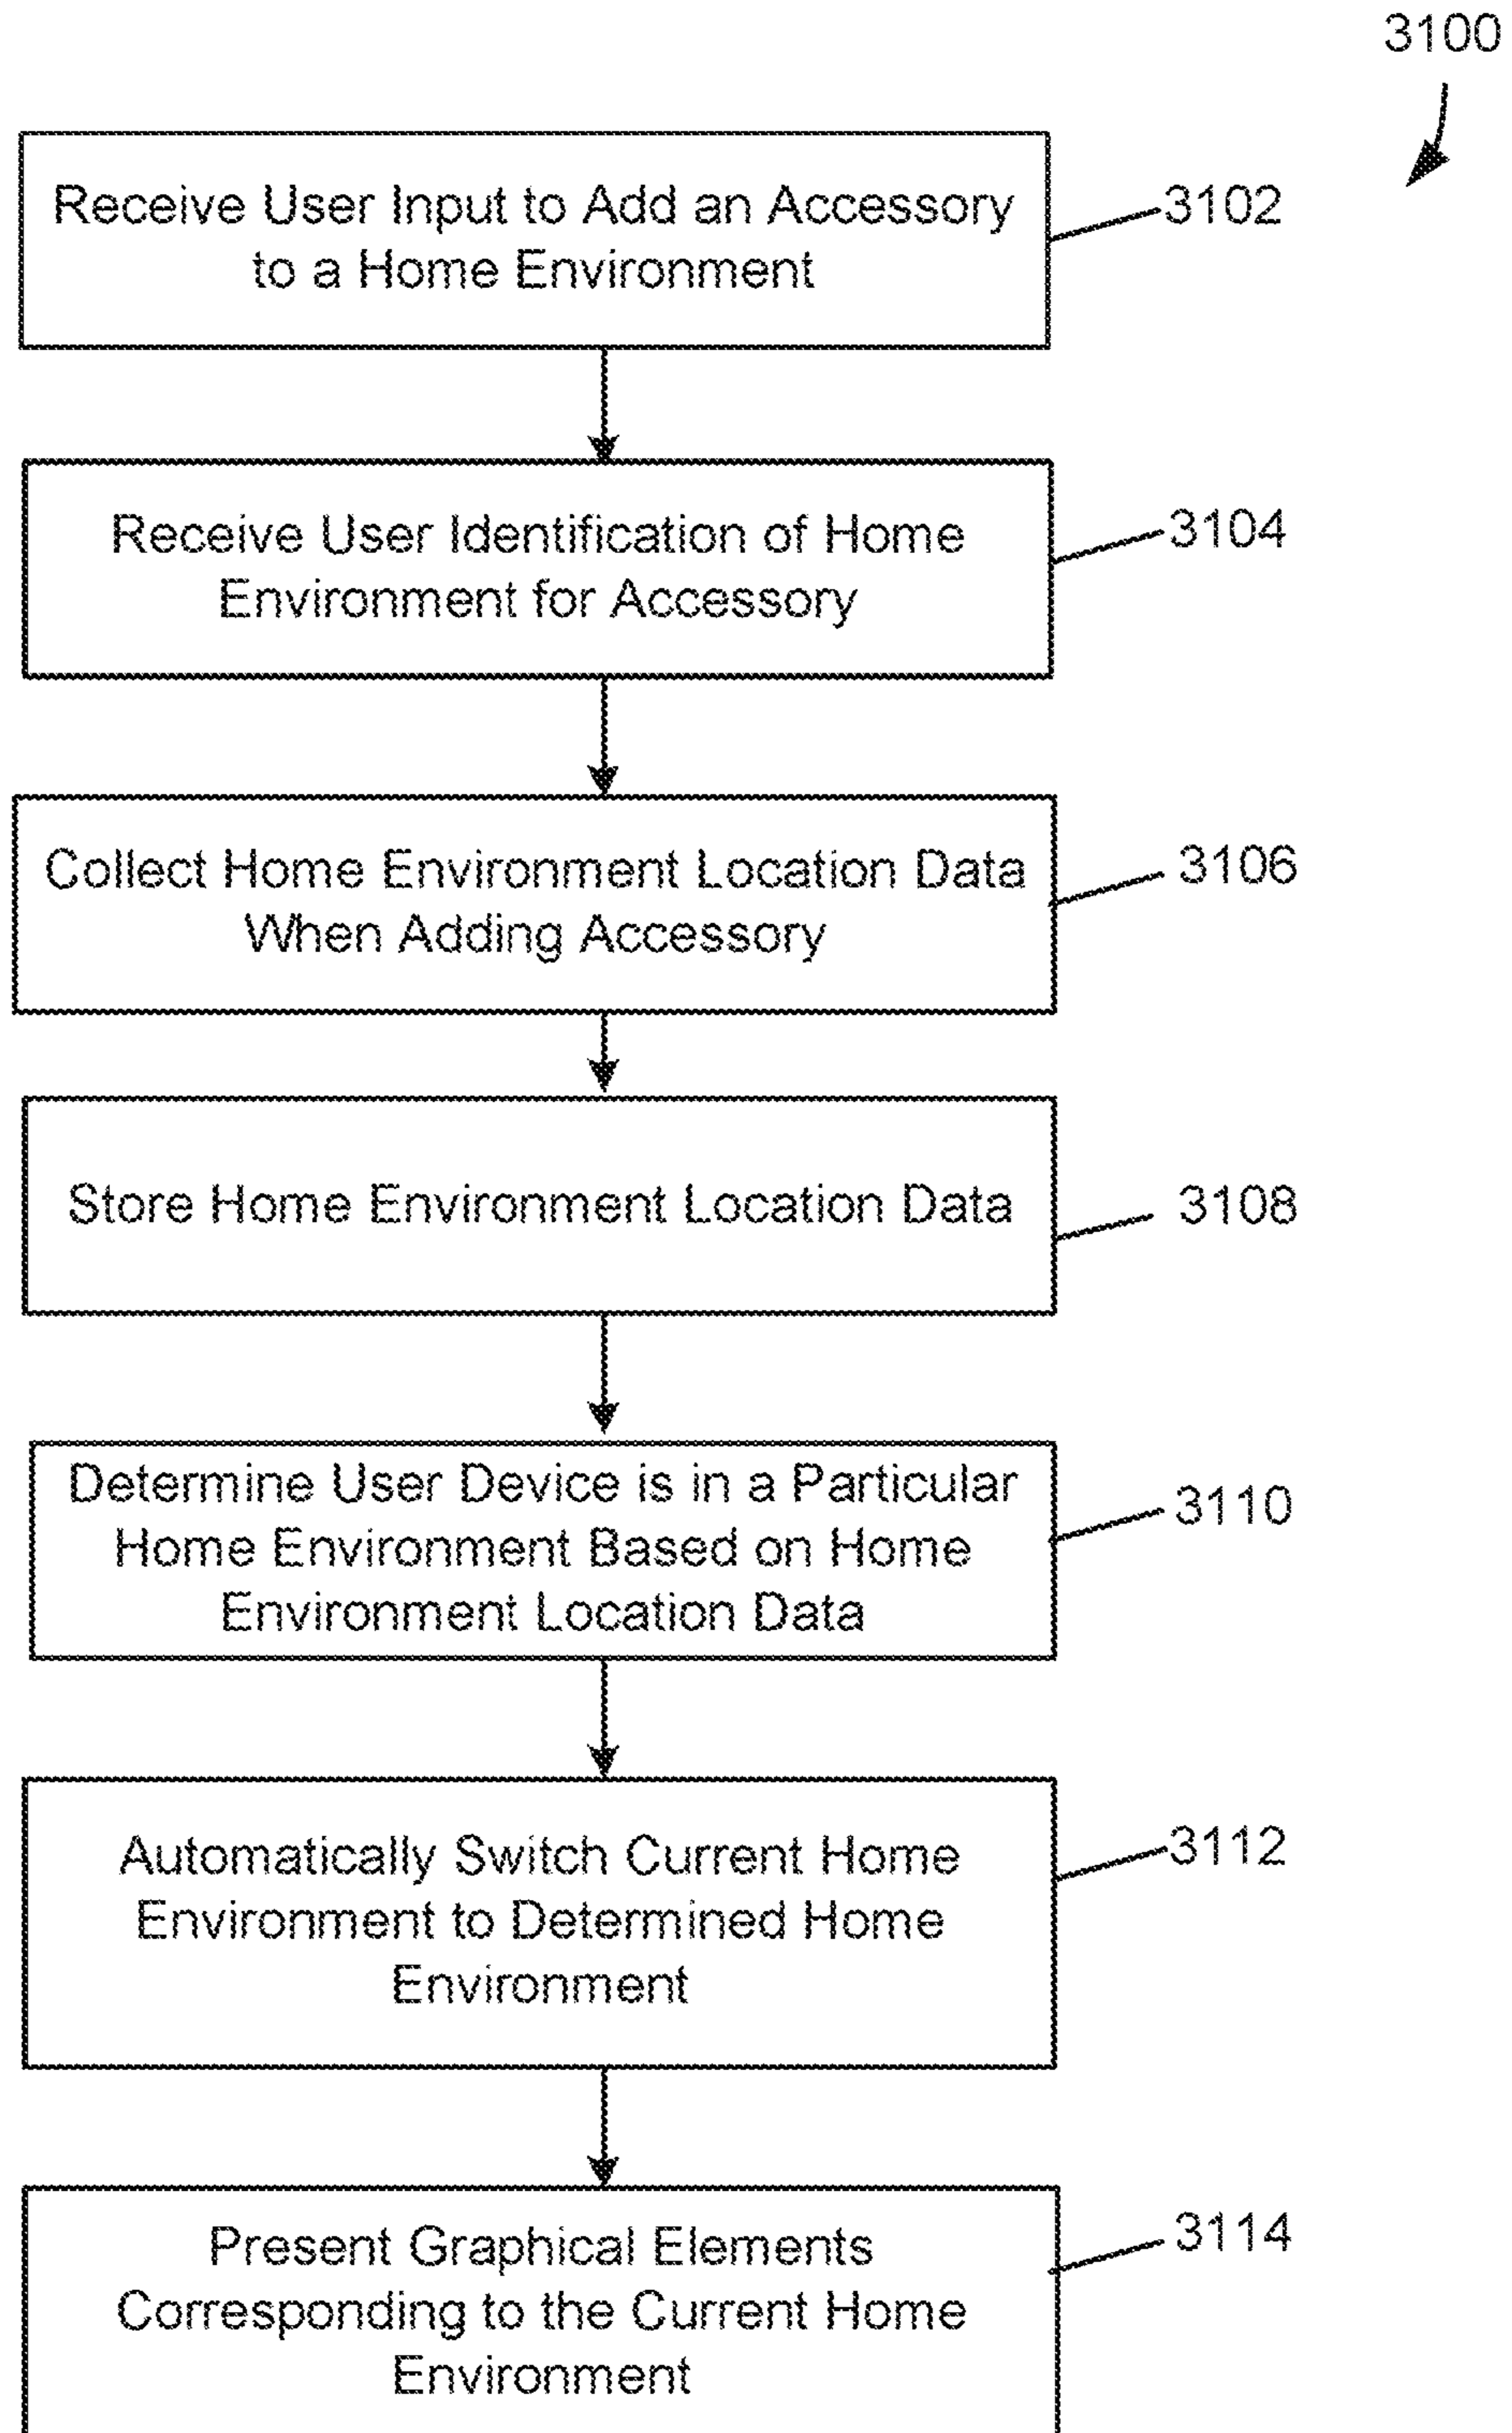 3100
Receive User Input to Add an Accessory
to a Home Environment
3102
Receive User Identification of Home
Environment for Accessory
3104
Collect Home Environment Location Data
When Adding Accessory
3106
Store Home Environment Location Data
3108
Determine User Device is in a Particular
Home Environment Based on Home
Environment Location Data
3110
Automatically Switch Current Home
Environment to Determined Home
Environment
3112
Present Graphical Elements
Corresponding to the Current Home
Environment
3114